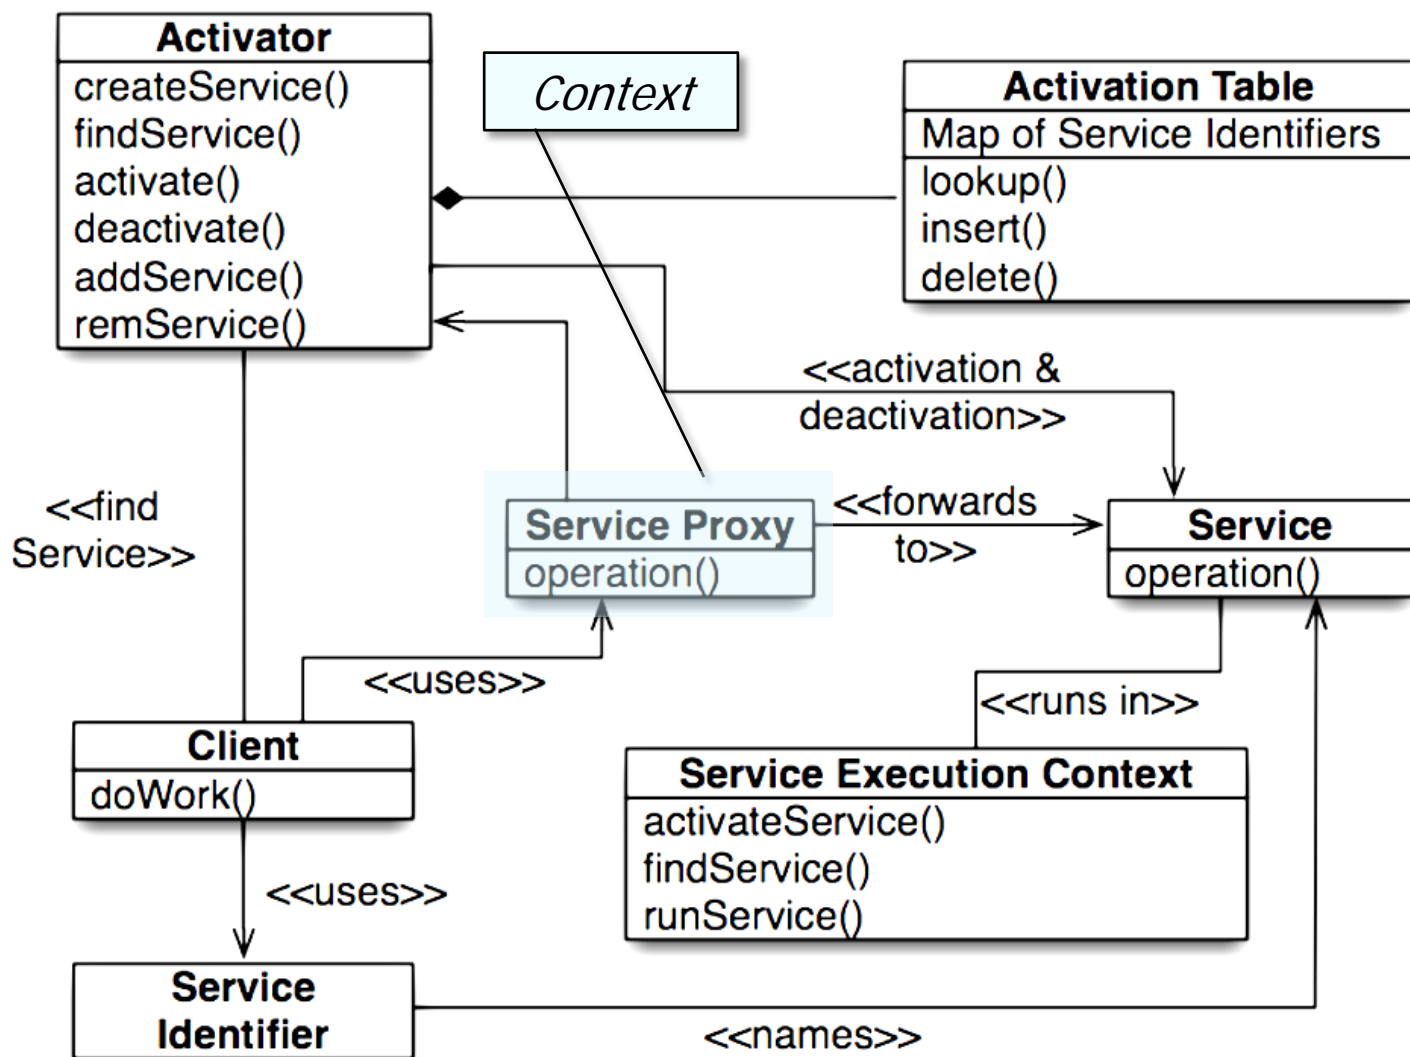 Activator
createService()
findService()
activate()
deactivate()
addService()
remService()
Context
Activation Table
Map of Service Identifiers
lookup()
insert()
delete()
<<activation &
deactivation>>
<<find
Service>>
Service Proxy
operation()
<<forwards
to>>
Service
operation()
<<uses>>
<<runs in>>
Client
doWork()
Service Execution Context
activateService()
findService()
runService()
<<uses>>
Service
Identifier
<<names>>